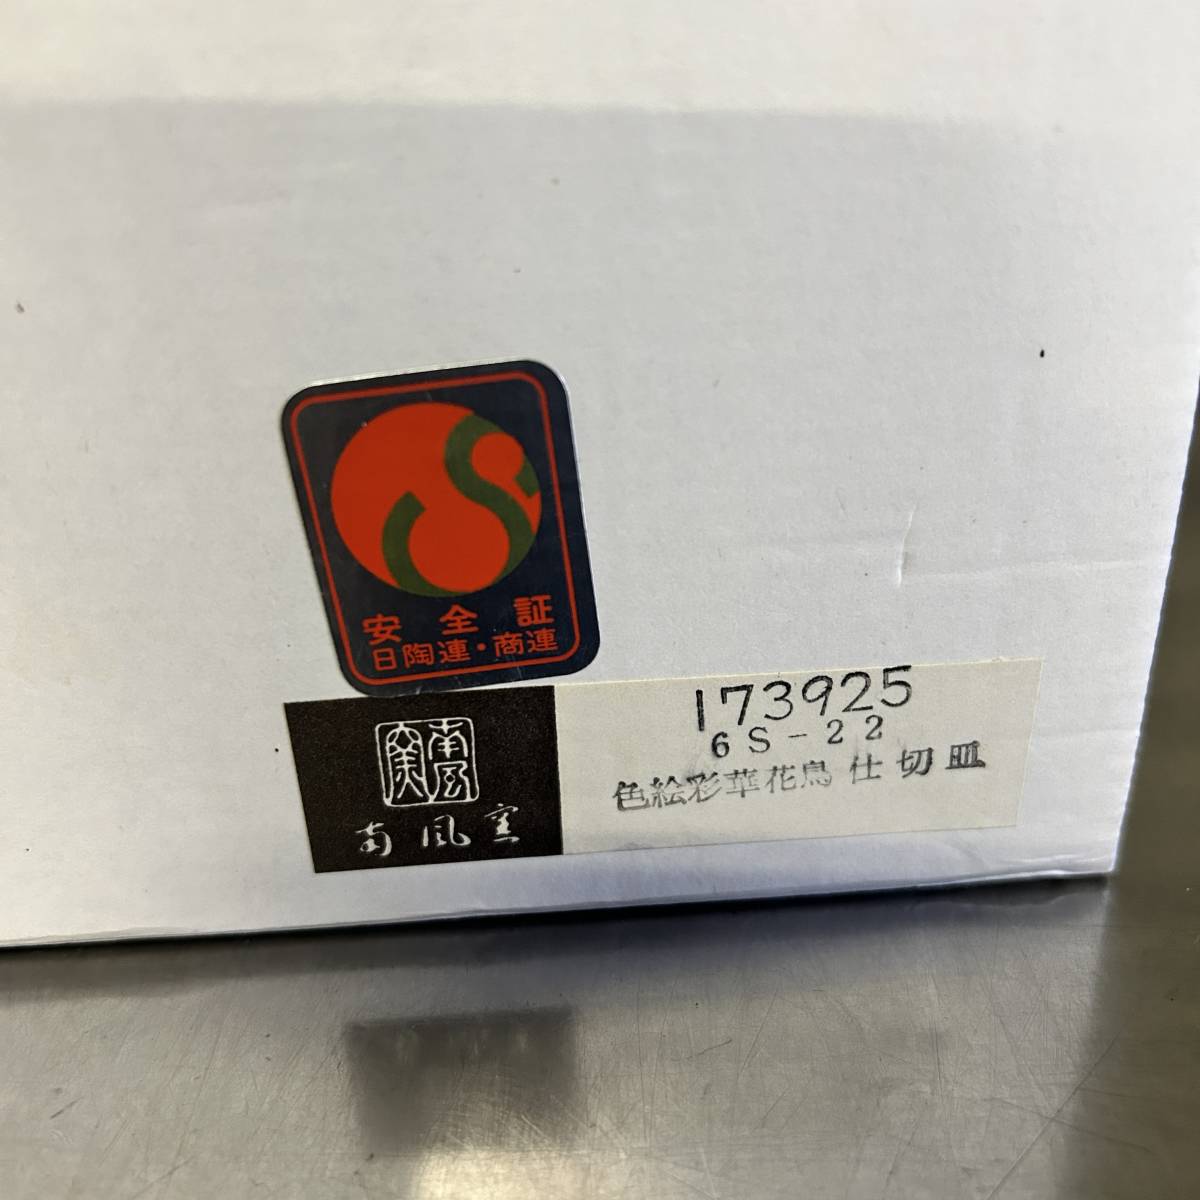 安全証
日陶連・商連
南風窯
南風窯
173925
6S-22
色絵彩華花鳥 仕切皿